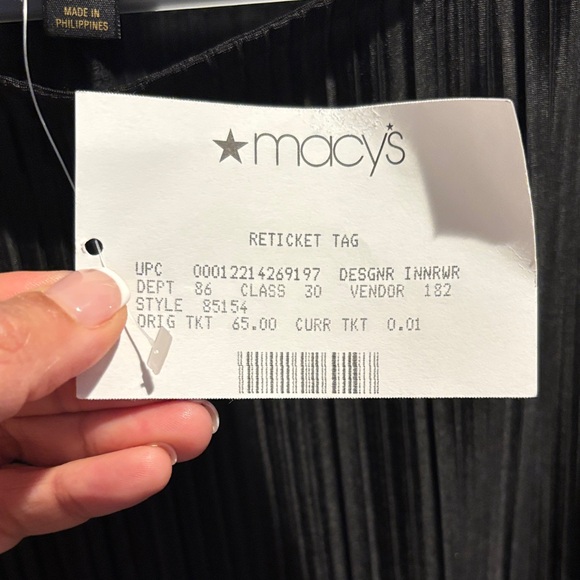 MADE IN
PHILIPPINES
macy's
RETICKET TAG
UPC 00012214269197 DESGNR INNRWR
DEPT 86 CLASS 30 VENDOR 182
STYLE 85154
ORIG TKT 65.00 CURR TKT 0.01